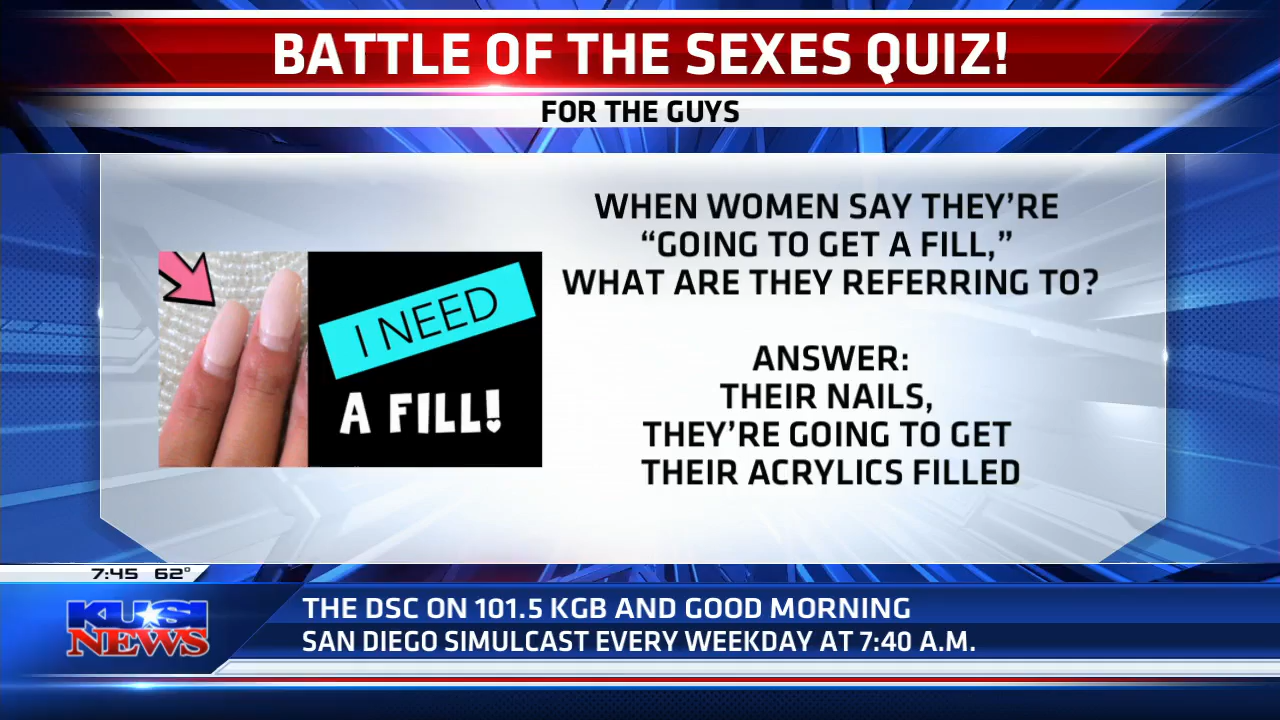 BATTLE OF THE SEXES QUIZ!
FOR THE GUYS
WHEN WOMEN SAY THEY’RE
“GOING TO GET A FILL,”
WHAT ARE THEY REFERRING TO?
I NEED
A FILL!
ANSWER:
THEIR NAILS,
THEY’RE GOING TO GET
THEIR ACRYLICS FILLED
7:45 62°
KUSI
NEWS
THE DSC ON 101.5 KGB AND GOOD MORNING
SAN DIEGO SIMULCAST EVERY WEEKDAY AT 7:40 A.M.